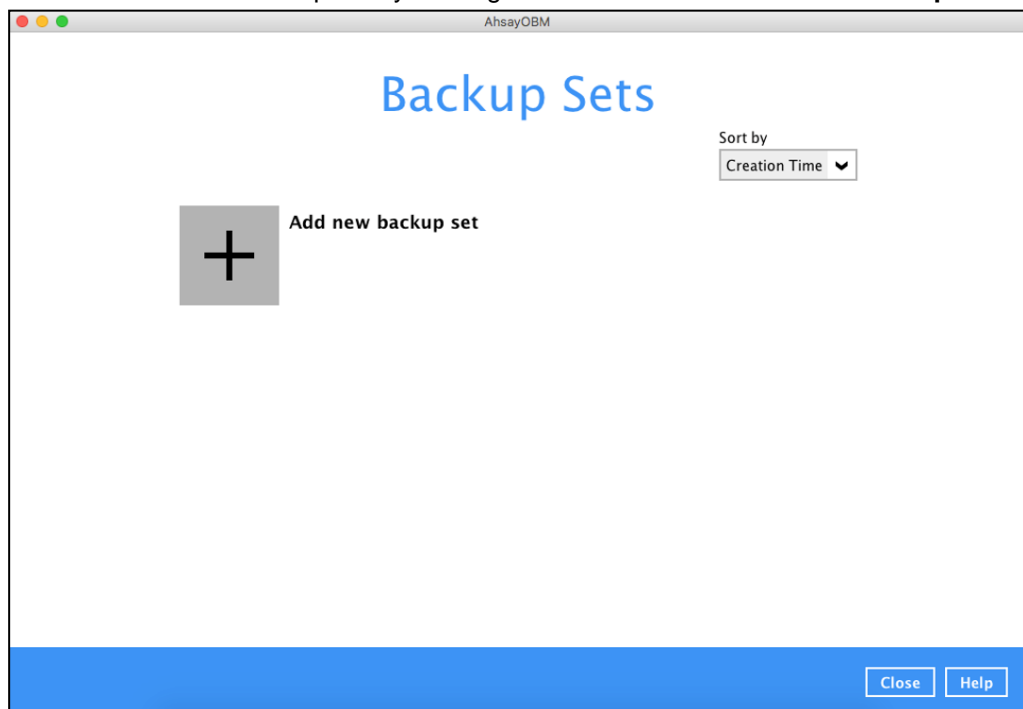 AhsayOBM
Backup Sets
Sort by
Creation Time
Add new backup set
Close
Help